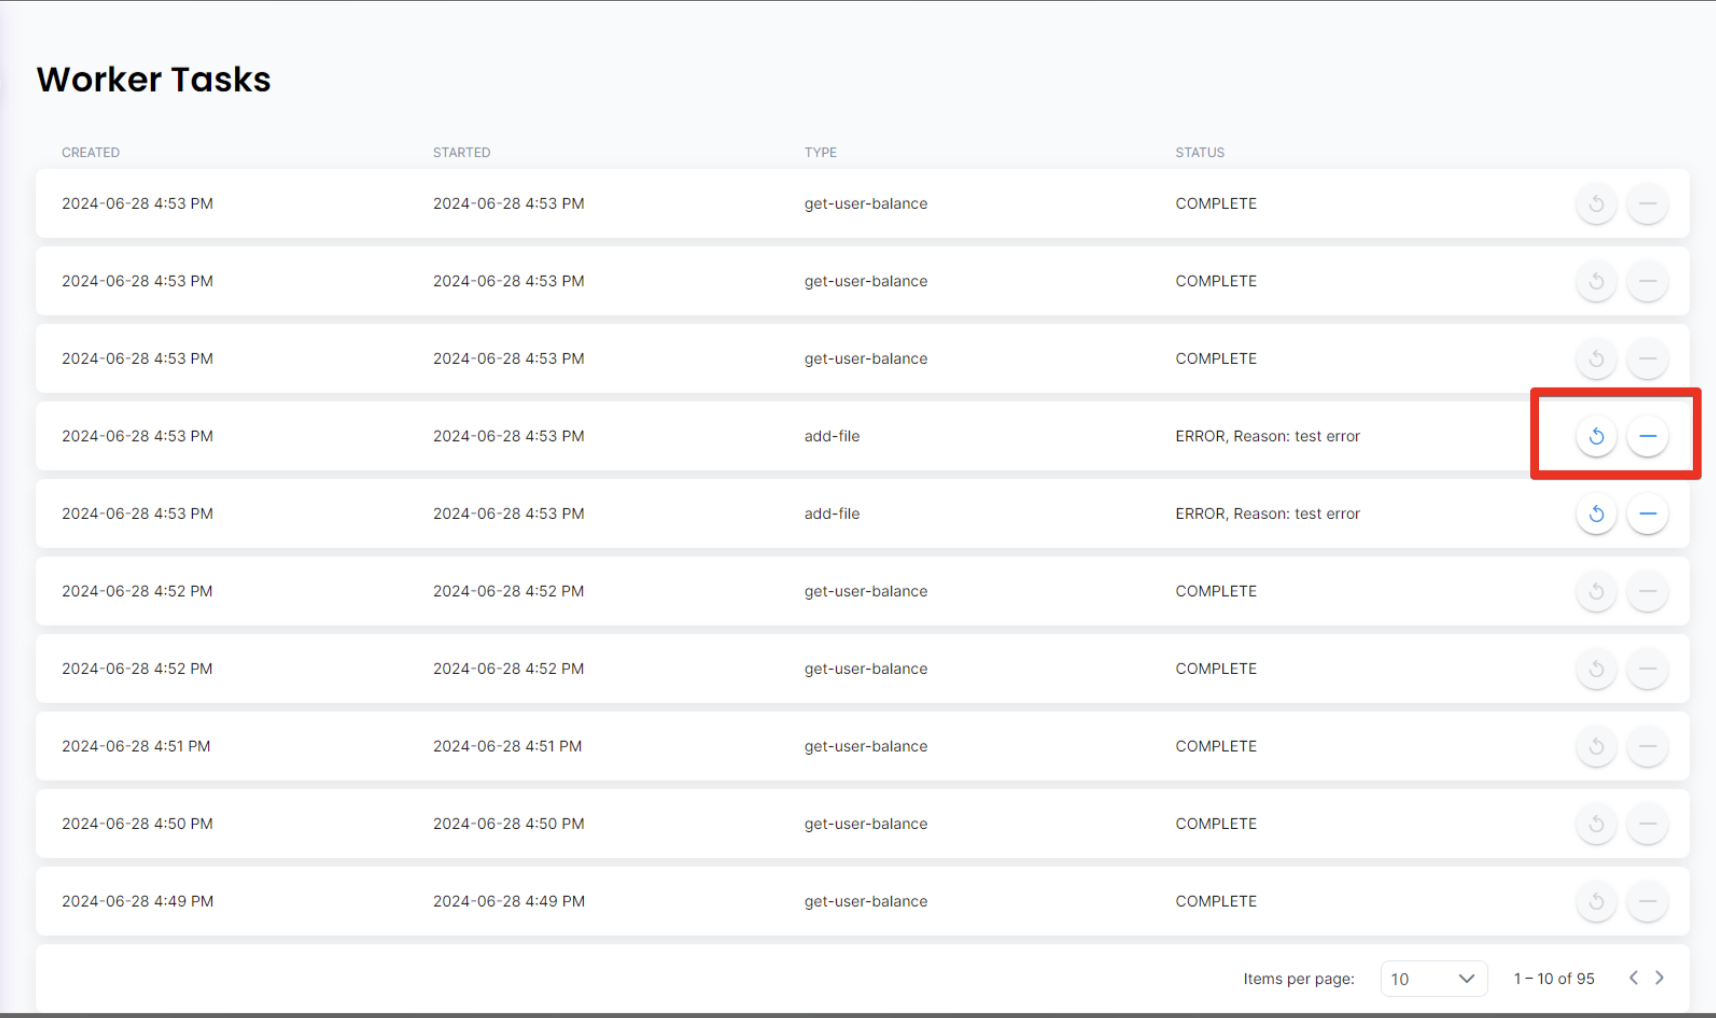 Worker Tasks
CREATED STARTED TYPE STATUS
2024-06-28 4:53 PM 2024-06-28 4:53 PM get-user-balance COMPLETE
2024-06-28 4:53 PM 2024-06-28 4:53 PM get-user-balance COMPLETE
2024-06-28 4:53 PM 2024-06-28 4:53 PM get-user-balance COMPLETE
2024-06-28 4:53 PM 2024-06-28 4:53 PM add-file ERROR, Reason: test error
2024-06-28 4:53 PM 2024-06-28 4:53 PM add-file ERROR, Reason: test error
2024-06-28 4:52 PM 2024-06-28 4:52 PM get-user-balance COMPLETE
2024-06-28 4:52 PM 2024-06-28 4:52 PM get-user-balance COMPLETE
2024-06-28 4:51 PM 2024-06-28 4:51 PM get-user-balance COMPLETE
2024-06-28 4:50 PM 2024-06-28 4:50 PM get-user-balance COMPLETE
2024-06-28 4:49 PM 2024-06-28 4:49 PM get-user-balance COMPLETE
Items per page: 10 1 – 10 of 95